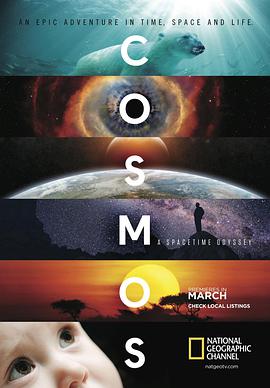 AN EPIC ADVENTURE IN TIME, SPACE AND LIFE.
COSMOS
A SPACETIME ODYSSEY
PREMIERES IN
MARCH
CHECK LOCAL LISTINGS
NATIONAL
GEOGRAPHIC
CHANNEL
natgeotv.com